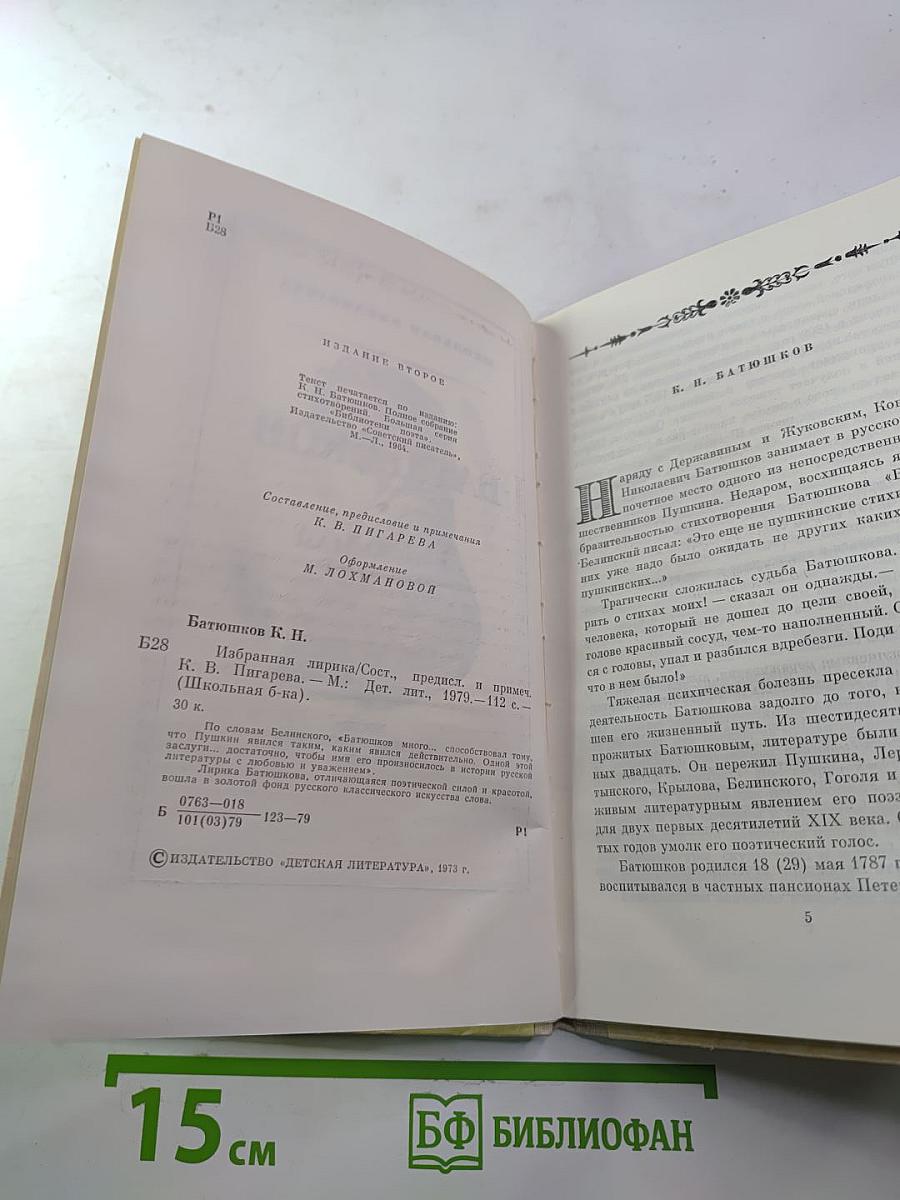 Р1
Б28
ИЗДАНИЕ ВТОРОЕ
Текст печатается по изданию:
К. Н. Батюшков. Полное собрание
стихотворений. Большая серия
«Библиотеки поэта».
Издательство «Советский писатель»,
М.—Л., 1964.
Составление, предисловие и примечания
К. В. ПИГАРЕВА
Оформление
М. ЛОХМАНОВОЙ
Батюшков К. Н.
Б28 Избранная лирика/Сост., предисл. и примеч.
К. В. Пигарева. — М.: Дет. лит., 1979.—112 с.—
(Школьная б-ка).
30 к.
По словам Белинского, «Батюшков много... способствовал тому,
что Пушкин явился таким, каким явился действительно. Одной этой
заслуги... достаточно, чтобы имя его произносилось в истории русской
литературы с любовью и уважением».
Лирика Батюшкова, отличающаяся поэтической силой и красотой,
вошла в золотой фонд русского классического искусства слова.
Б 0763—018
101(03)79 —123—79
Р1
© ИЗДАТЕЛЬСТВО «ДЕТСКАЯ ЛИТЕРАТУРА», 1973 г.
К. Н. БАТЮШКОВ
Наряду с Державиным и Жуковским, Кон
Николаевич Батюшков занимает в русско
почетное место одного из непосредственн
шественников Пушкина. Недаром, восхищаясь я
бразительностью стихотворения Батюшкова «В
Белинский писал: «Это еще не пушкинские стихи
них уже надо было ожидать не других каких
пушкинских...»
Трагически сложилась судьба Батюшкова.
рить о стихах моих! — сказал он однажды.—
человека, который не дошел до цели своей,
голове красивый сосуд, чем-то наполненный. С
ся с головы, упал и разбился вдребезги. Поди
что в нем было!»
Тяжелая психическая болезнь пресекла
деятельность Батюшкова задолго до того, к
шен его жизненный путь. Из шестидесяти
прожитых Батюшковым, литературе были
ных двадцать. Он пережил Пушкина, Лер
тынского, Крылова, Белинского, Гоголя и
живым литературным явлением его поэз
для двух первых десятилетий XIX века. С
тых годов умолк его поэтический голос.
Батюшков родился 18 (29) мая 1787 г
воспитывался в частных пансионах Петер
5
15 см
БФ БИБЛИОФАН